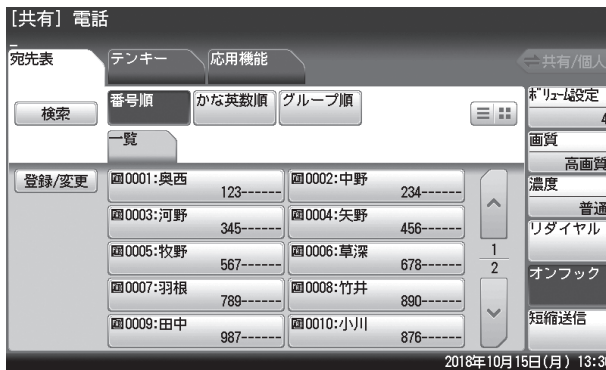 [共有] 電話
宛先表 テンキー 応用機能 共有/個人
検索 番号順 かな英数順 グループ順 ボリューム設定
4
一覧 画質
高画質
登録/変更 0001:奥西 123------ 0002:中野 234------ 濃度
普通
0003:河野 345------ 0004:矢野 456------ リダイヤル
0005:牧野 567------ 0006:草深 678------ 1
2
オンフック
0007:羽根 789------ 0008:竹井 890------
0009:田中 987------ 0010:小川 876------ 短縮送信
2018年10月15日(月) 13:30